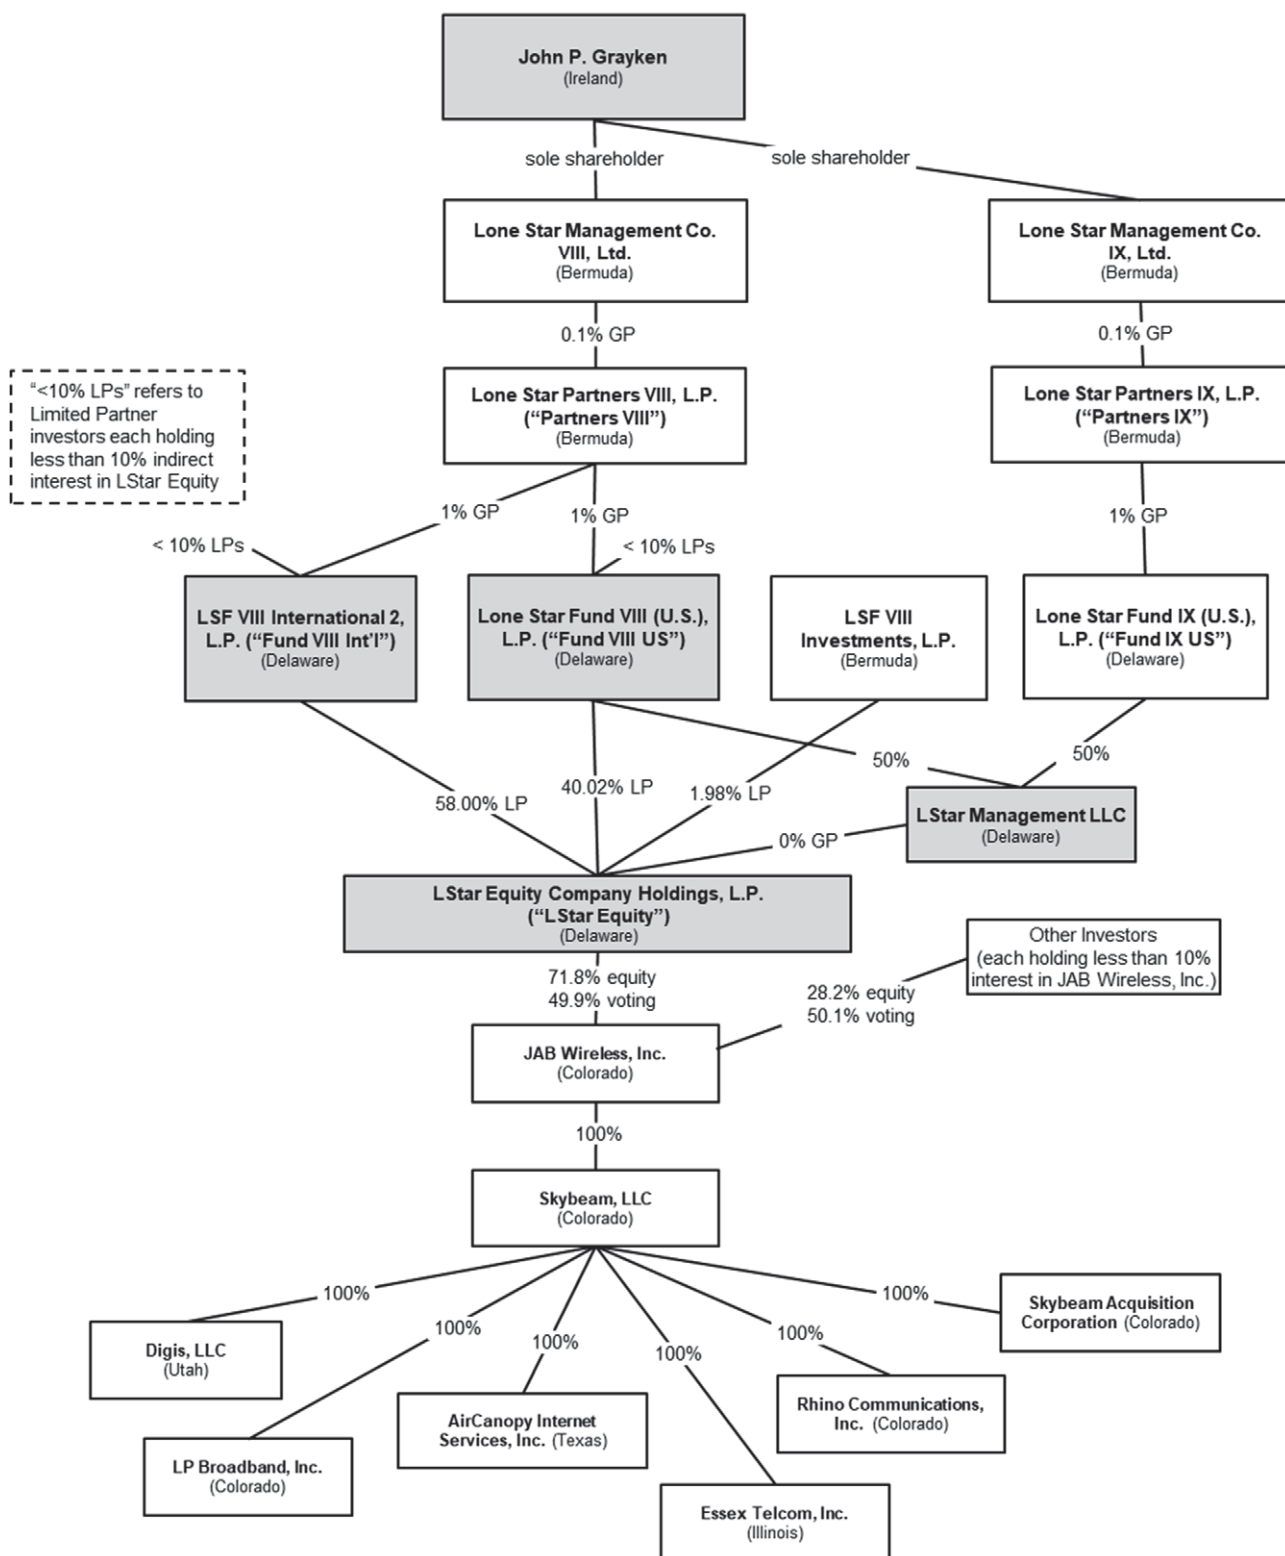 John P. Grayken
(Ireland)
sole shareholder
sole shareholder
Lone Star Management Co.
VIII, Ltd.
(Bermuda)
Lone Star Management Co.
IX, Ltd.
(Bermuda)
0.1% GP
0.1% GP
“<10% LPs” refers to
Limited Partner
investors each holding
less than 10% indirect
interest in LStar Equity
Lone Star Partners VIII, L.P.
(“Partners VIII”)
(Bermuda)
Lone Star Partners IX, L.P.
(“Partners IX”)
(Bermuda)
1% GP
1% GP
1% GP
< 10% LPs
< 10% LPs
LSF VIII International 2,
L.P. (“Fund VIII Int’l”)
(Delaware)
Lone Star Fund VIII (U.S.),
L.P. (“Fund VIII US”)
(Delaware)
LSF VIII
Investments, L.P.
(Bermuda)
Lone Star Fund IX (U.S.),
L.P. (“Fund IX US”)
(Delaware)
50%
50%
58.00% LP
40.02% LP
1.98% LP
LStar Management LLC
(Delaware)
0% GP
LStar Equity Company Holdings, L.P.
(“LStar Equity”)
(Delaware)
Other Investors
(each holding less than 10%
interest in JAB Wireless, Inc.)
71.8% equity
49.9% voting
28.2% equity
50.1% voting
JAB Wireless, Inc.
(Colorado)
100%
Skybeam, LLC
(Colorado)
100%
100%
100%
100%
100%
100%
Skybeam Acquisition
Corporation (Colorado)
Digis, LLC
(Utah)
Rhino Communications,
Inc. (Colorado)
AirCanopy Internet
Services, Inc. (Texas)
LP Broadband, Inc.
(Colorado)
Essex Telcom, Inc.
(Illinois)